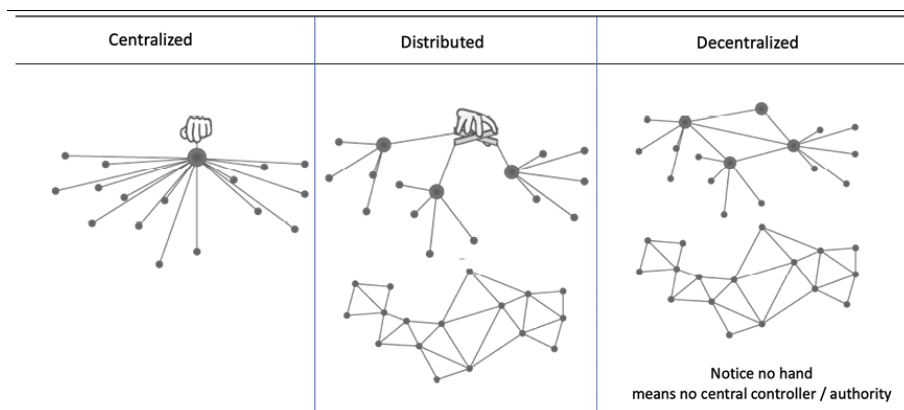 Centralized
Distributed
Decentralized
Notice no hand
means no central controller / authority